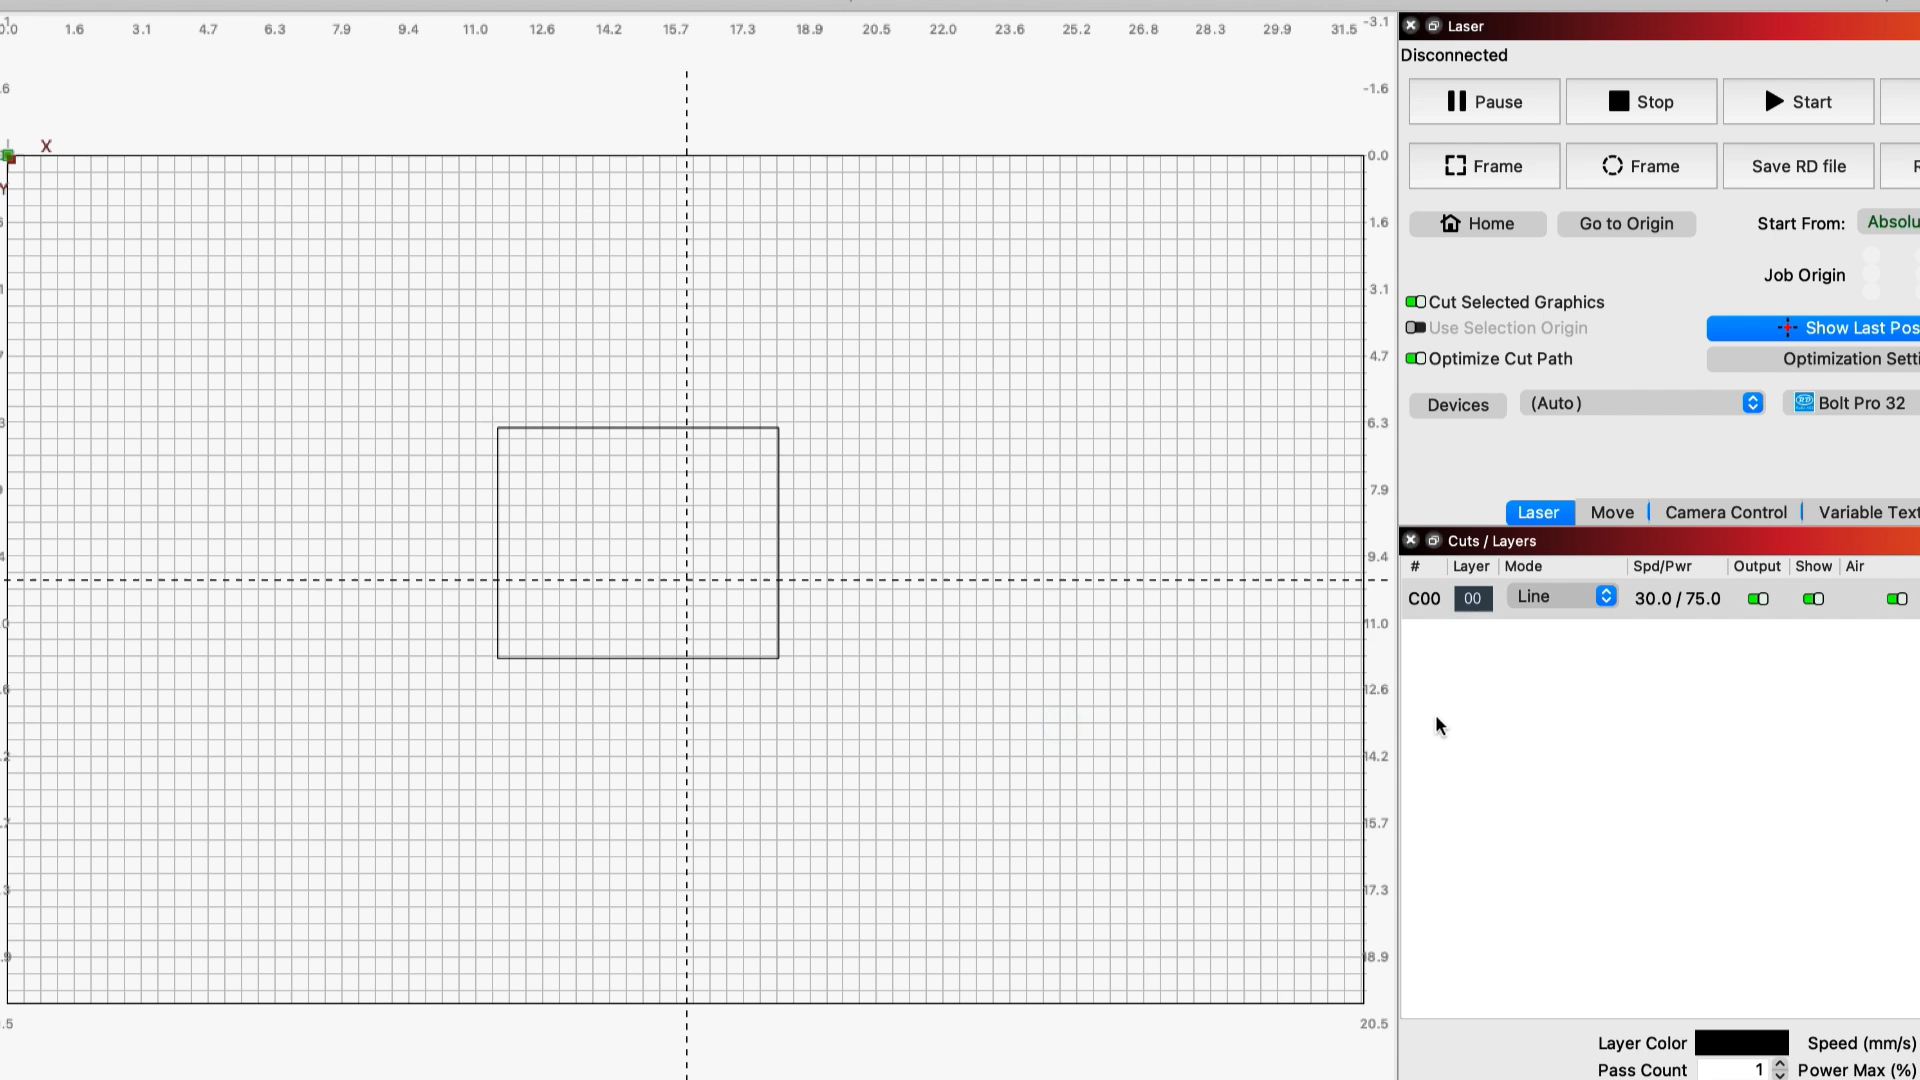 0.0 1.6 3.1 4.7 6.3 7.9 9.4 11.0 12.6 14.2 15.7 17.3 18.9 20.5 22.0 23.6 25.2 26.8 28.3 29.9 31.5
-3.1
-1.6
X
0.0
1.6
3.1
4.7
6.3
7.9
9.4
11.0
12.6
14.2
15.7
17.3
18.9
20.5
Laser
Disconnected
Pause Stop Start
Frame Frame Save RD file
Home Go to Origin Start From: Absolu
Job Origin
Cut Selected Graphics
Use Selection Origin Show Last Pos
Optimize Cut Path Optimization Setti
Devices (Auto) Bolt Pro 32
Laser Move Camera Control Variable Text
Cuts / Layers
# Layer Mode Spd/Pwr Output Show Air
C00 00 Line 30.0 / 75.0
Layer Color Speed (mm/s)
Pass Count 1 Power Max (%)